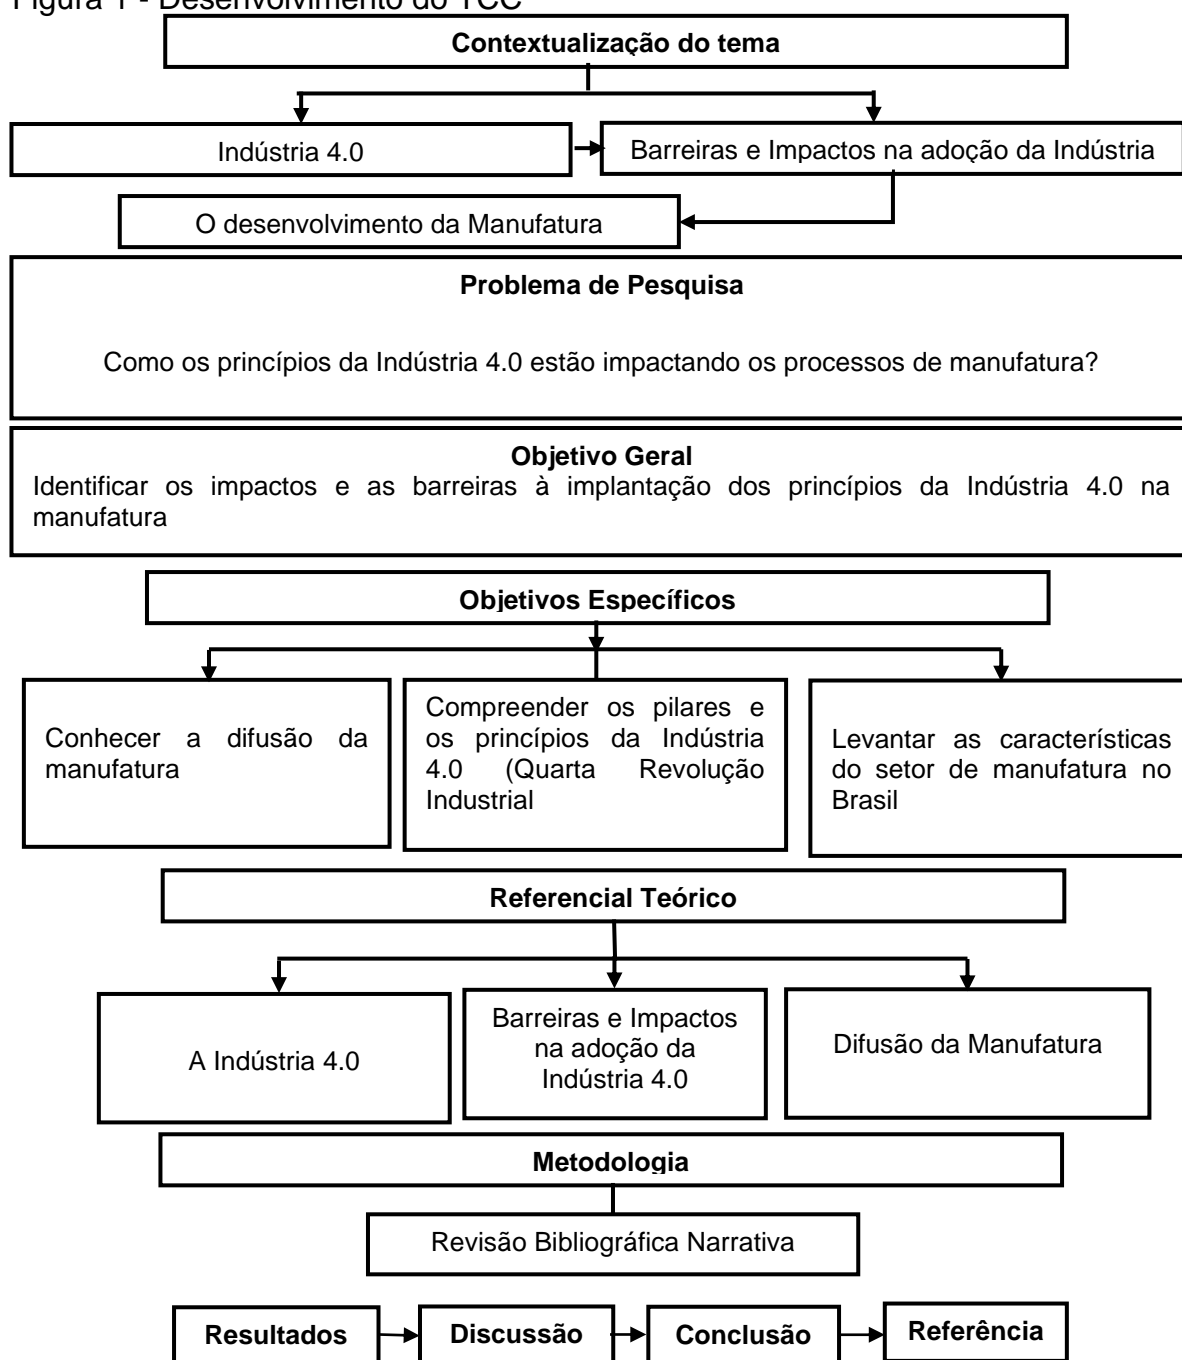 Figura 1 - Desenvolvimento do TCC
Contextualização do tema
Indústria 4.0
Barreiras e Impactos na adoção da Indústria
O desenvolvimento da Manufatura
Problema de Pesquisa
Como os princípios da Indústria 4.0 estão impactando os processos de manufatura?
Objetivo Geral
Identificar os impactos e as barreiras à implantação dos princípios da Indústria 4.0 na
manufatura
Objetivos Específicos
Conhecer a difusão da
manufatura
Compreender os pilares e
os princípios da Indústria
4.0 (Quarta Revolução
Industrial
Levantar as características
do setor de manufatura no
Brasil
Referencial Teórico
A Indústria 4.0
Barreiras e Impactos
na adoção da
Indústria 4.0
Difusão da Manufatura
Metodologia
Revisão Bibliográfica Narrativa
Resultados
Discussão
Conclusão
Referência